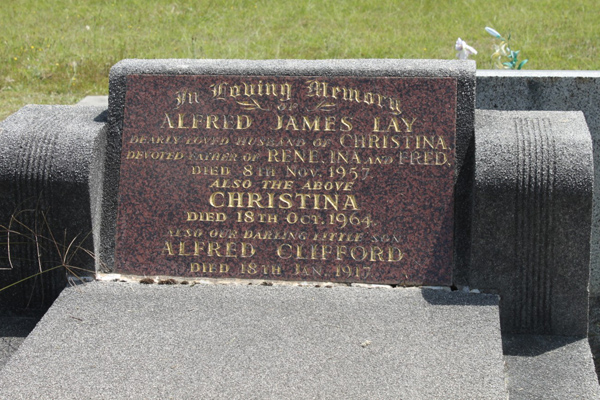 In Loving Memory
OF
ALFRED JAMES LAY
DEARLY LOVED HUSBAND OF CHRISTINA,
DEVOTED FATHER OF RENE, INA AND FRED,
DIED 8TH NOV. 1957.
ALSO THE ABOVE
CHRISTINA
DIED 18TH OCT. 1964.
ALSO OUR DARLING LITTLE SON
ALFRED CLIFFORD
DIED 18TH JAN. 1917.